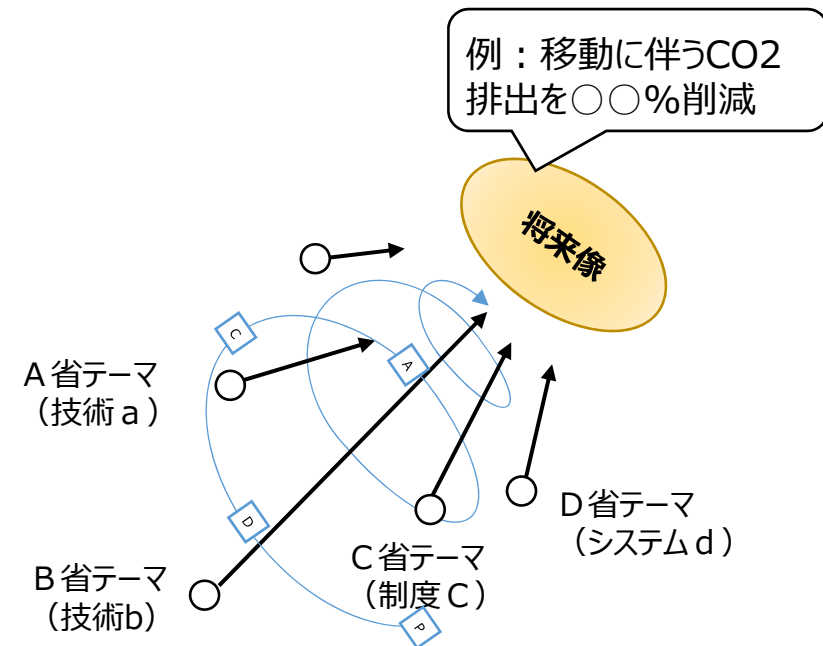 例：移動に伴うCO2
排出を○○％削減
将来像
C
A
A省テーマ
（技術a）
D
D省テーマ
（システムd）
C省テーマ
（制度C）
B省テーマ
（技術b）
P